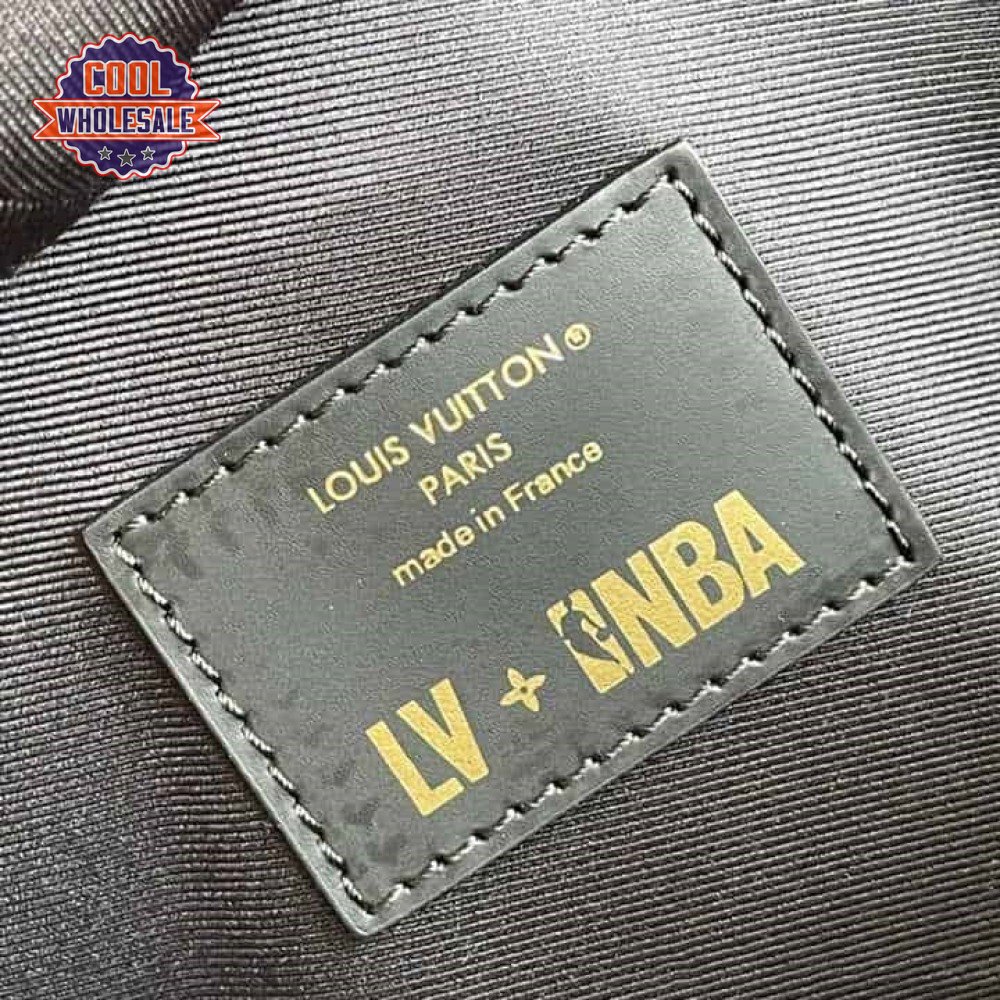 COOL
WHOLESALE
LOUIS VUITTON®
PARIS
made in France
LV + NBA